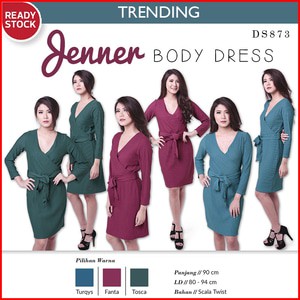 READY
STOCK
TRENDING
DS873
Jenner BODY DRESS
Pilihan Warna
Turqys
Fanta
Tosca
Panjang // 90 cm
LD // 80 - 94 cm
Bahan // Scala Twist